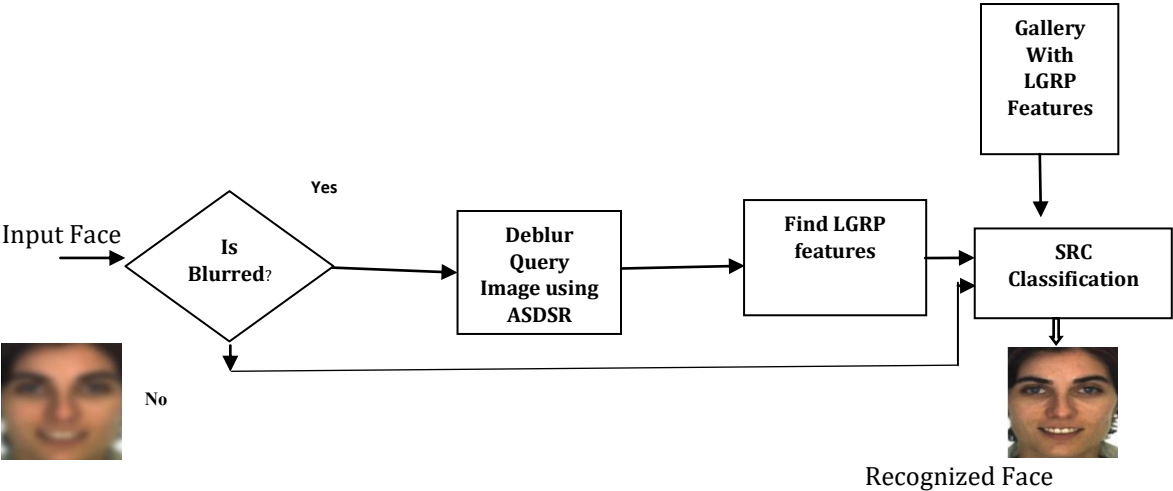 Gallery
With
LGRP
Features
Yes
Input Face
Is
Blurred?
Deblur
Query
Image using
ASDSR
Find LGRP
features
SRC
Classification
No
Recognized Face